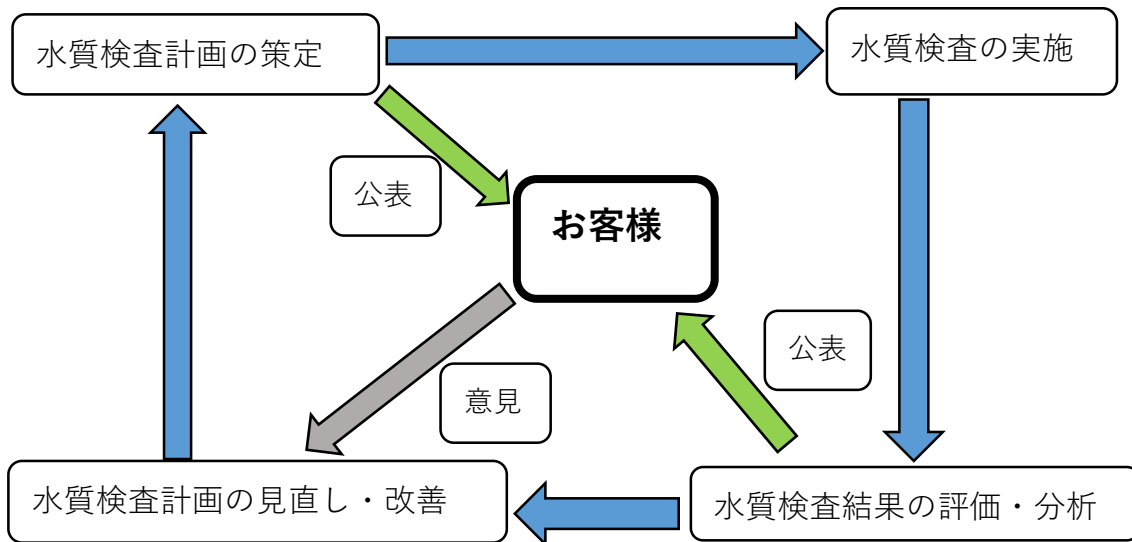 水質検査計画の策定
水質検査の実施
公表
お客様
公表
意見
水質検査計画の見直し・改善
水質検査結果の評価・分析